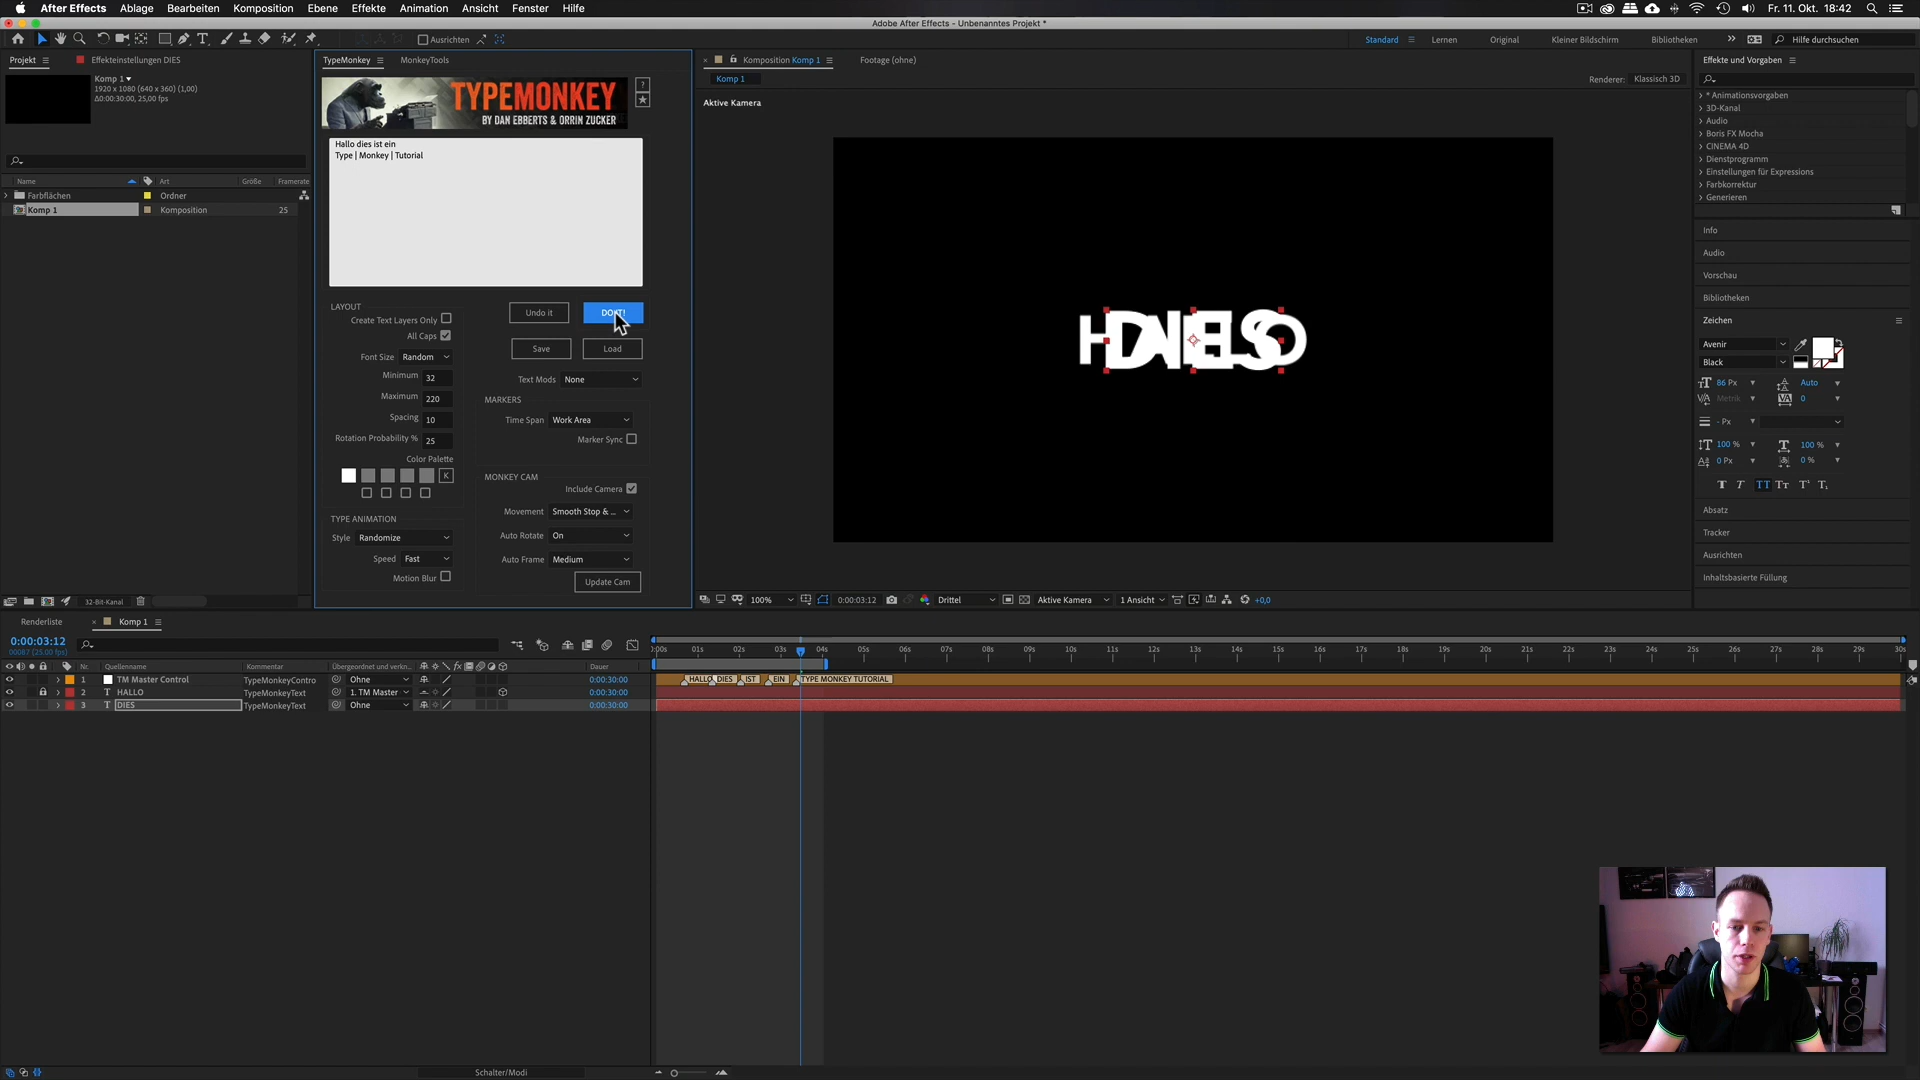 After Effects Ablage Bearbeiten Komposition Ebene Effekte Animation Ansicht Fenster Hilfe
Fr. 11. Okt. 18:42
Adobe After Effects - Unbenanntes Projekt *
Ausrichten
Standard Lernen Original Kleiner Bildschirm Bibliotheken
Hilfe durchsuchen
Projekt
Effekteinstellungen DIES
Komp 1
1920 x 1080 (640 x 360) (1,00)
Δ0:00:30:00, 25,00 fps
Name Art Größe Framerate
Farbflächen Ordner
Komp 1 Komposition 25
32-Bit-Kanal
TypeMonkey MonkeyTools
TYPEMONKEY
BY DAN EBBERTS & ORRIN ZUCKER
?
Hallo dies ist ein
Type | Monkey | Tutorial
LAYOUT
Create Text Layers Only
All Caps
Font Size Random
Minimum 32
Maximum 220
Spacing 10
Rotation Probability % 25
Color Palette
K
TYPE ANIMATION
Style Randomize
Speed Fast
Motion Blur
Undo it DO IT!
Save Load
Text Mods None
MARKERS
Time Span Work Area
Marker Sync
MONKEY CAM
Include Camera
Movement Smooth Stop & ...
Auto Rotate On
Auto Frame Medium
Update Cam
Komposition Komp 1
Footage (ohne)
Komp 1
Renderer: Klassisch 3D
Aktive Kamera
100% 0:00:03:12 Drittel Aktive Kamera 1 Ansicht +0,0
Effekte und Vorgaben
* Animationsvorgaben
3D-Kanal
Audio
Boris FX Mocha
CINEMA 4D
Dienstprogramm
Einstellungen für Expressions
Farbkorrektur
Generieren
Info
Audio
Vorschau
Bibliotheken
Zeichen
Avenir
Black
86 Px Auto
Metrik 0
- Px
100 % 100 %
0 Px 0 %
T T TT Tт T¹ T₁
Absatz
Tracker
Ausrichten
Inhaltsbasierte Füllung
Renderliste Komp 1
0:00:03:12
00087 (25.00 fps)
Nr. Quellenname Kommentar Übergeordnet und verkn... Dauer
1 TM Master Control TypeMonkeyContro Ohne 0:00:30:00
2 HALLO TypeMonkeyText 1. TM Master 0:00:30:00
3 DIES TypeMonkeyText Ohne 0:00:30:00
:00s 01s 02s 03s 04s 05s 06s 07s 08s 09s 10s 11s 12s 13s 14s 15s 16s 17s 18s 19s 20s 21s 22s 23s 24s 25s 26s 27s 28s 29s 30s
HALLO DIES IST EIN TYPE MONKEY TUTORIAL
Schalter/Modi